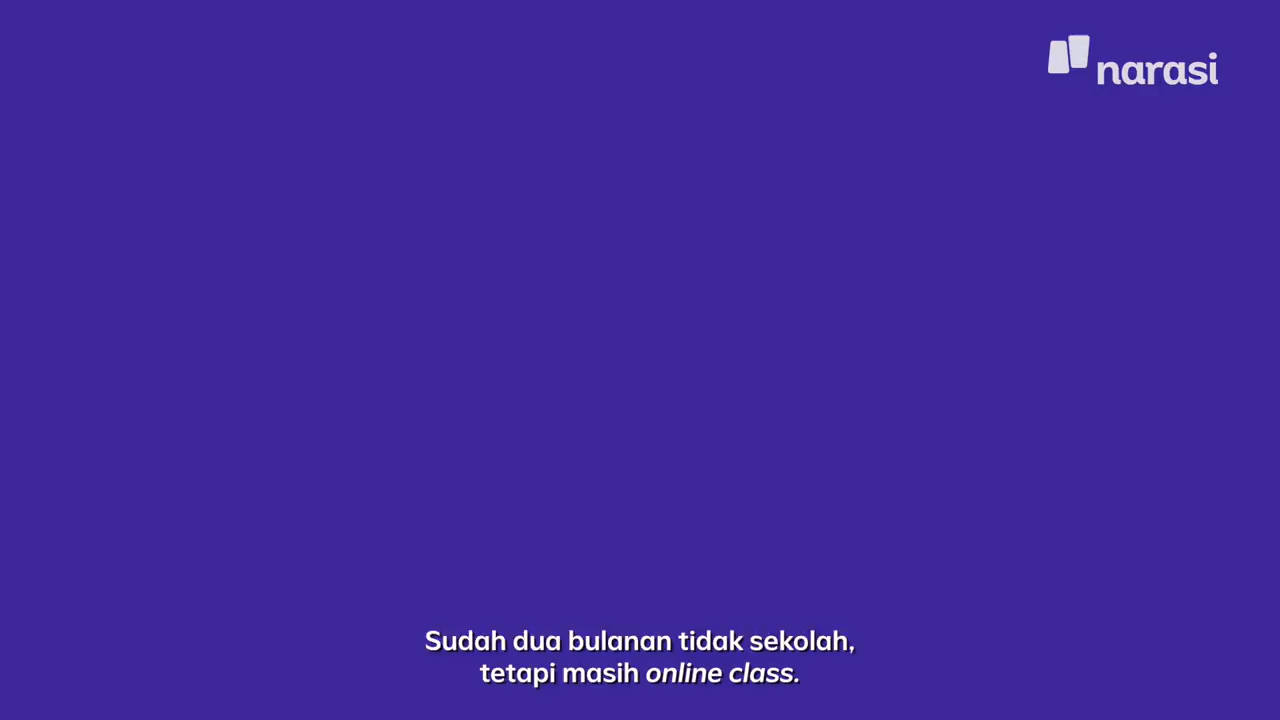 narasi
Sudah dua bulanan tidak sekolah,
tetapi masih online class.